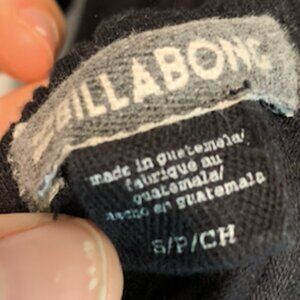 BILLABONG
made in guatemala/
fabriqué au
guatemala/
hecho en guatemala
S/P/CH